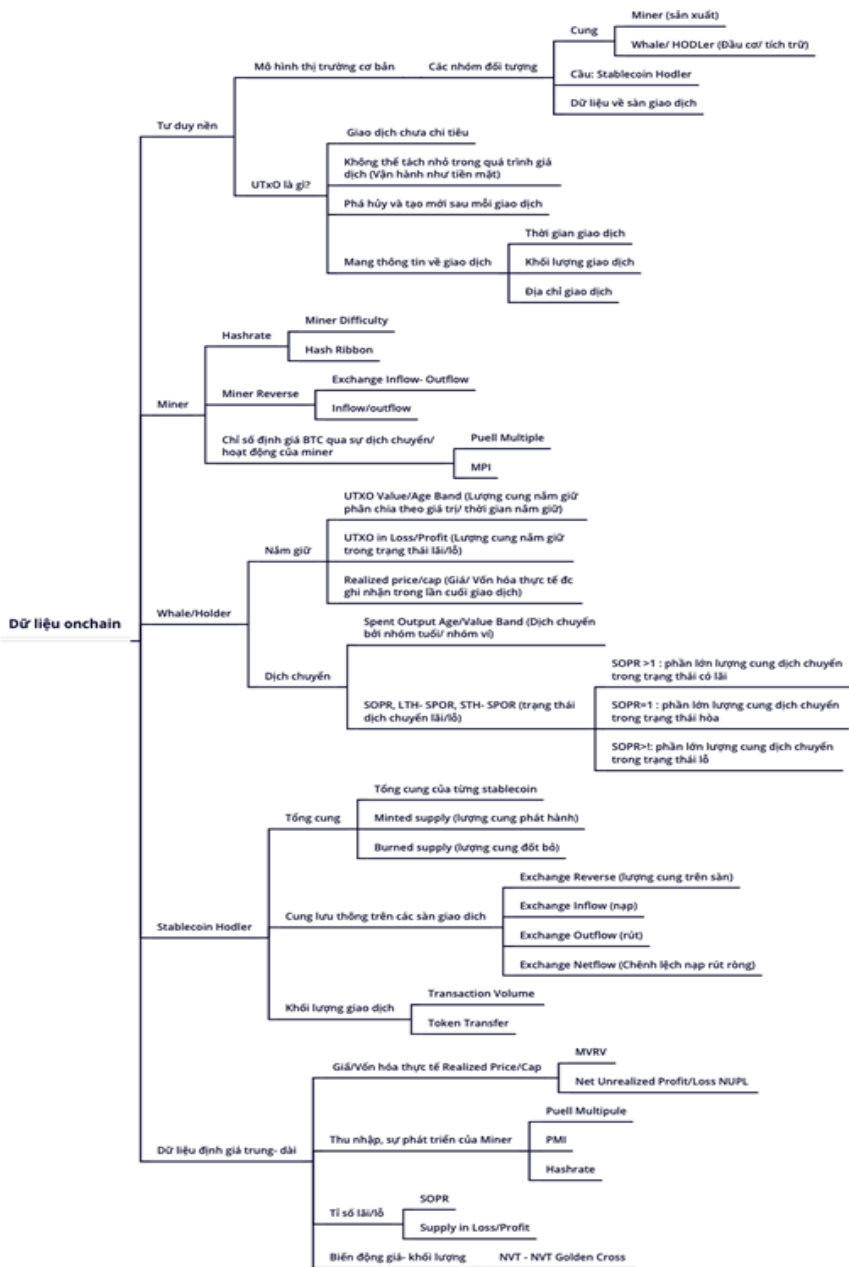 Dữ liệu onchain
Tư duy nền
Mô hình thị trường cơ bản
Các nhóm đối tượng
Cung
Miner (sản xuất)
Whale/ HODLer (Đầu cơ/ tích trữ)
Cầu: Stablecoin Hodler
Dữ liệu về sàn giao dịch
UTxO là gì?
Giao dịch chưa chi tiêu
Không thể tách nhỏ trong quá trình giá
dịch (Vận hành như tiền mặt)
Phá hủy và tạo mới sau mỗi giao dịch
Mang thông tin về giao dịch
Thời gian giao dịch
Khối lượng giao dịch
Địa chỉ giao dịch
Miner
Hashrate
Miner Difficulty
Hash Ribbon
Miner Reverse
Exchange Inflow- Outflow
Inflow/outflow
Chỉ số định giá BTC qua sự dịch chuyển/
hoạt động của miner
Puell Multiple
MPI
Whale/Holder
Nắm giữ
UTXO Value/Age Band (Lượng cung nắm giữ
phân chia theo giá trị/ thời gian nắm giữ)
UTXO in Loss/Profit (Lượng cung nắm giữ
trong trạng thái lãi/lỗ)
Realized price/cap (Giá/ Vốn hóa thực tế đc
ghi nhận trong lần cuối giao dịch)
Dịch chuyển
Spent Output Age/Value Band (Dịch chuyển
bởi nhóm tuổi/ nhóm ví)
SOPR, LTH- SPOR, STH- SPOR (trạng thái
dịch chuyển lãi/lỗ)
SOPR >1 : phần lớn lượng cung dịch chuyển
trong trạng thái có lãi
SOPR=1 : phần lớn lượng cung dịch chuyển
trong trạng thái hòa
SOPR>!: phần lớn lượng cung dịch chuyển
trong trạng thái lỗ
Stablecoin Hodler
Tổng cung
Tổng cung của từng stablecoin
Minted supply (lượng cung phát hành)
Burned supply (lượng cung đốt bỏ)
Cung lưu thông trên các sàn giao dich
Exchange Reverse (lượng cung trên sàn)
Exchange Inflow (nạp)
Exchange Outflow (rút)
Exchange Netflow (Chênh lệch nạp rút ròng)
Khối lượng giao dịch
Transaction Volume
Token Transfer
Dữ liệu định giá trung- dài
Giấ/Vốn hóa thực tế Realized Price/Cap
MVRV
Net Unrealized Profit/Loss NUPL
Thu nhập, sự phát triển của Miner
Puell Multipule
PMI
Hashrate
Tỉ số lãi/lỗ
SOPR
Supply in Loss/Profit
Biến động giá- khối lượng
NVT - NVT Golden Cross